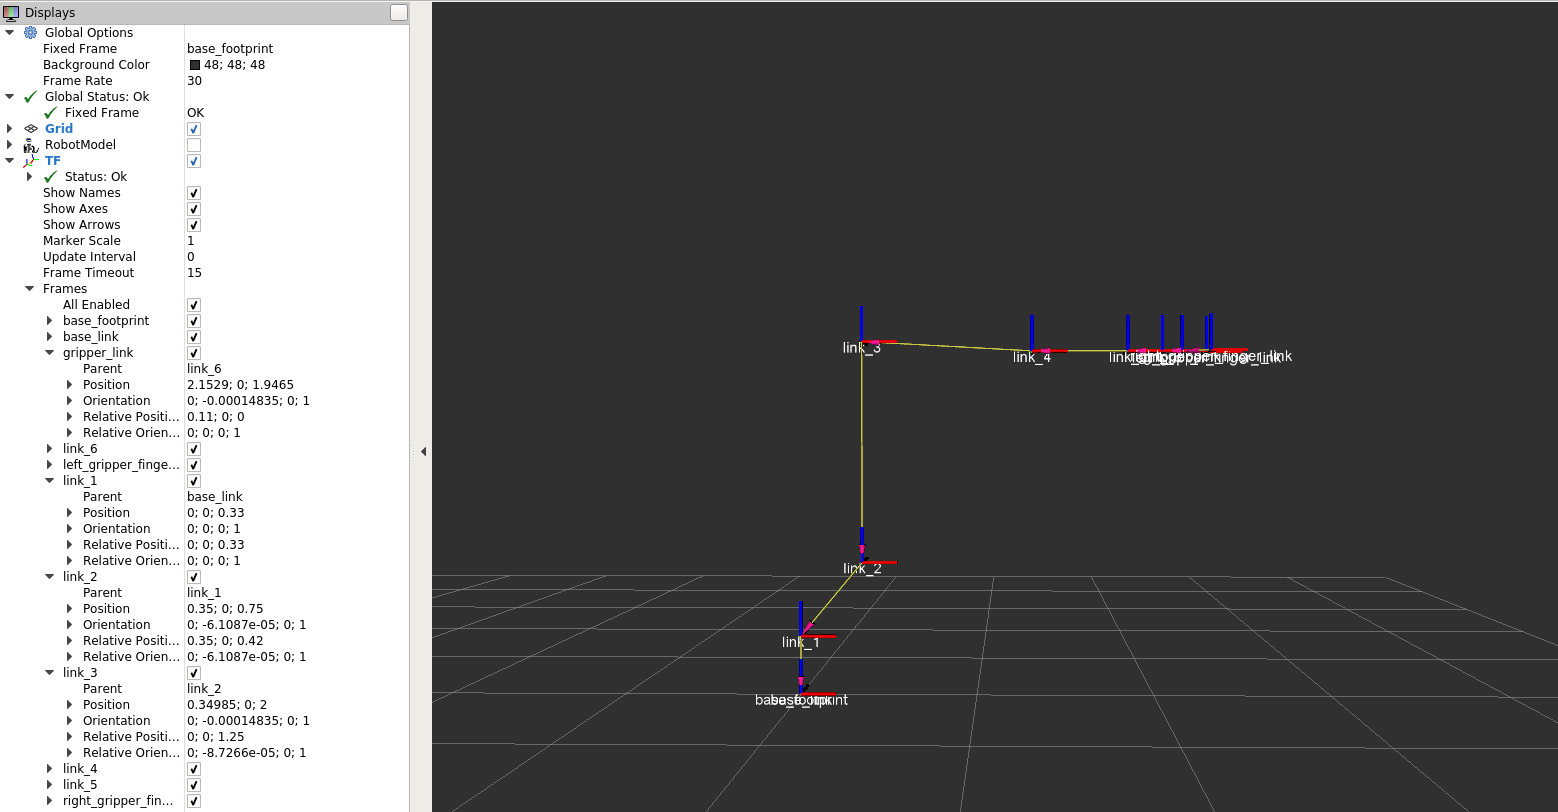 Displays
Global Options
Fixed Frame base_footprint
Background Color 48; 48; 48
Frame Rate 30
Global Status: Ok
Fixed Frame OK
Grid
RobotModel
TF
Status: Ok
Show Names
Show Axes
Show Arrows
Marker Scale 1
Update Interval 0
Frame Timeout 15
Frames
All Enabled
base_footprint
base_link
gripper_link
Parent link_6
Position 2.1529; 0; 1.9465
Orientation 0; -0.00014835; 0; 1
Relative Positi... 0.11; 0; 0
Relative Orien... 0; 0; 0; 1
link_6
left_gripper_finge...
link_1
Parent base_link
Position 0; 0; 0.33
Orientation 0; 0; 0; 1
Relative Positi... 0; 0; 0.33
Relative Orien... 0; 0; 0; 1
link_2
Parent link_1
Position 0.35; 0; 0.75
Orientation 0; -6.1087e-05; 0; 1
Relative Positi... 0.35; 0; 0.42
Relative Orien... 0; -6.1087e-05; 0; 1
link_3
Parent link_2
Position 0.34985; 0; 2
Orientation 0; -0.00014835; 0; 1
Relative Positi... 0; 0; 1.25
Relative Orien... 0; -8.7266e-05; 0; 1
link_4
link_5
right_gripper_fin...
link_3
link_4
link_2
link_1
base_footprint